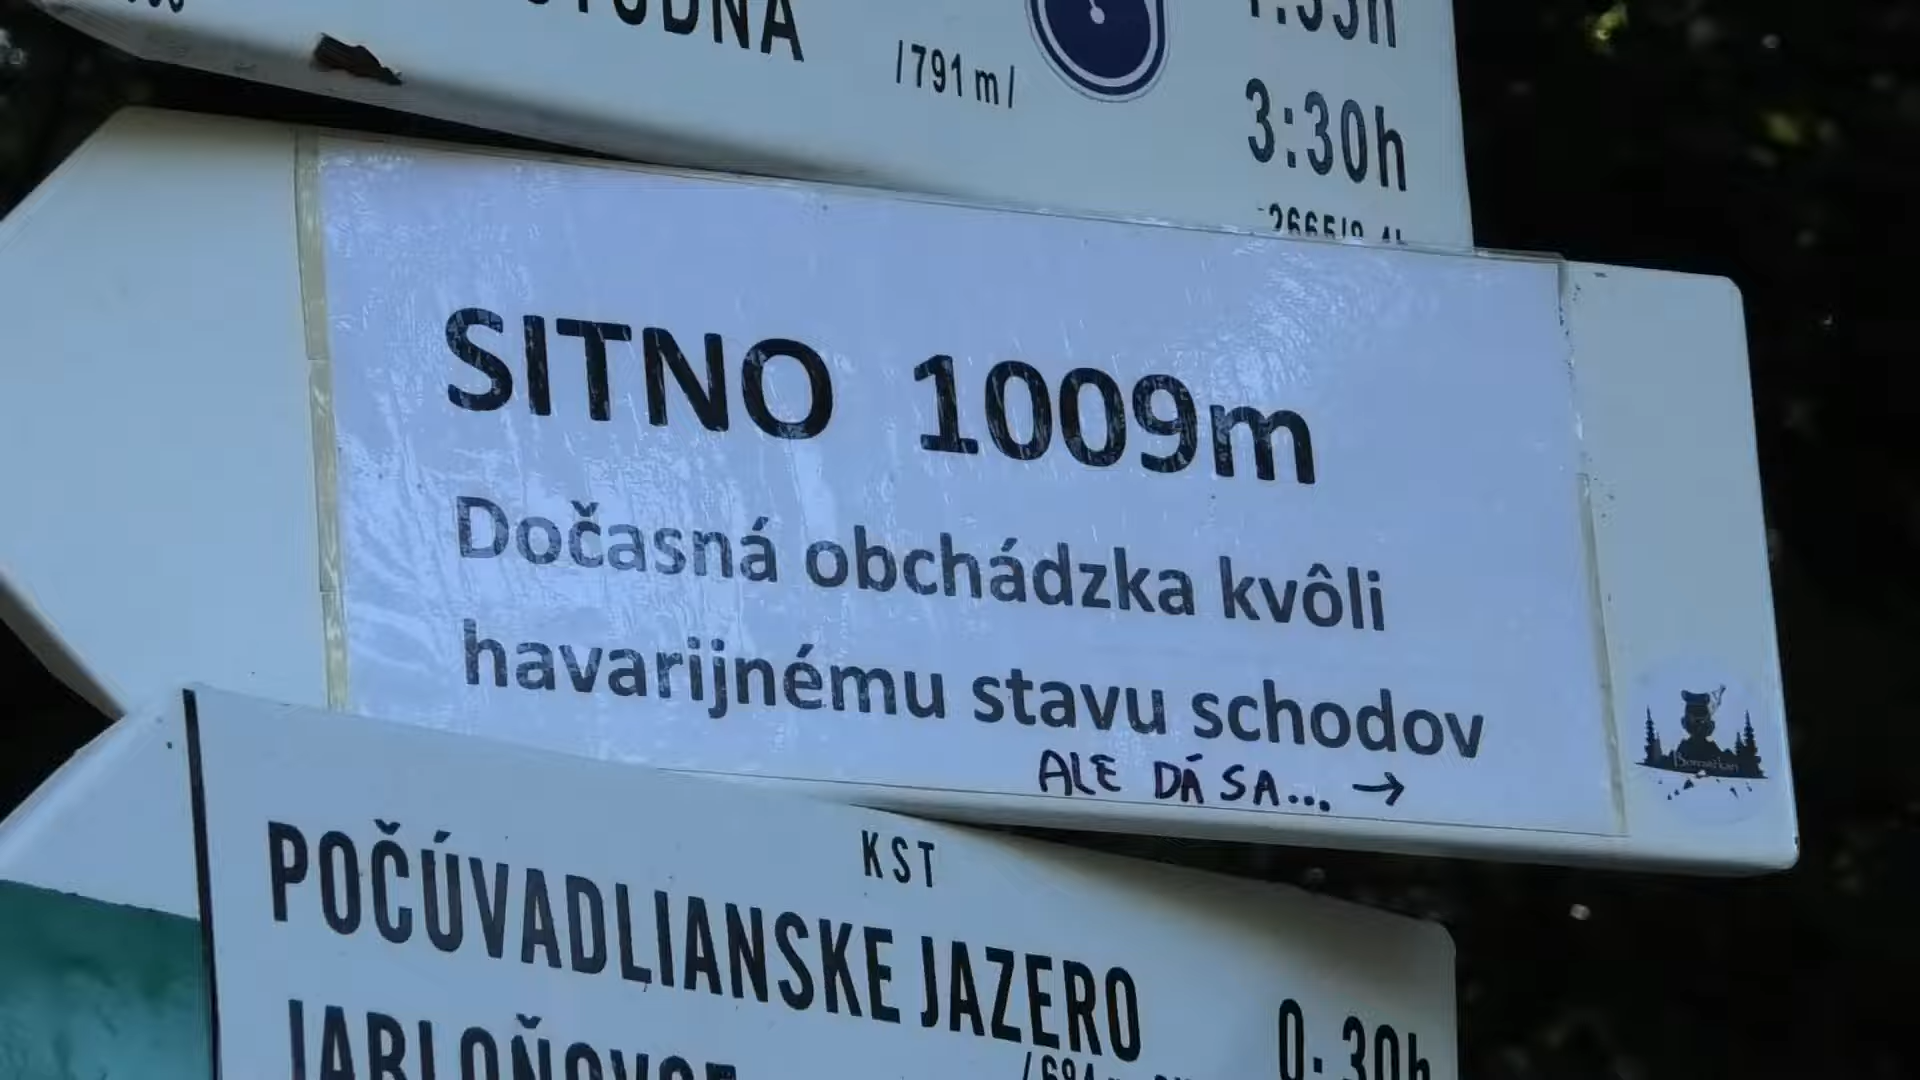 /791 m/
3:30h
SITNO 1009m
Dočasná obchádzka kvôli
havarijnému stavu schodov
ALE DÁ SA... →
KST
POČÚVADLIANSKE JAZERO
0:30h